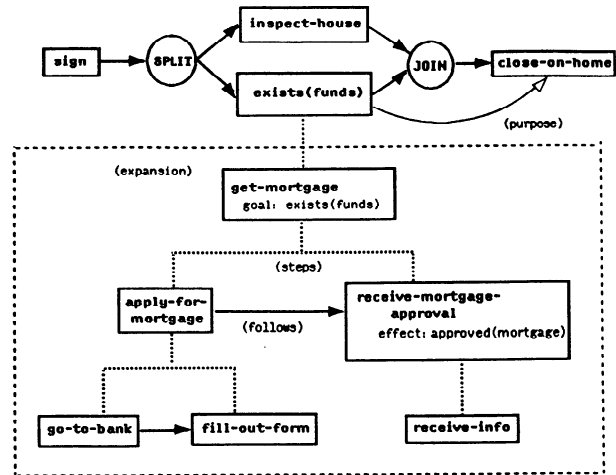 inspect-house
sign
SPLIT
JOIN
close-on-home
exists(funds)
(purpose)
(expansion)
get-mortgage
goal: exists(funds)
(steps)
apply-for-
mortgage
(follows)
receive-mortgage-
approval
effect: approved(mortgage)
go-to-bank
fill-out-form
receive-info